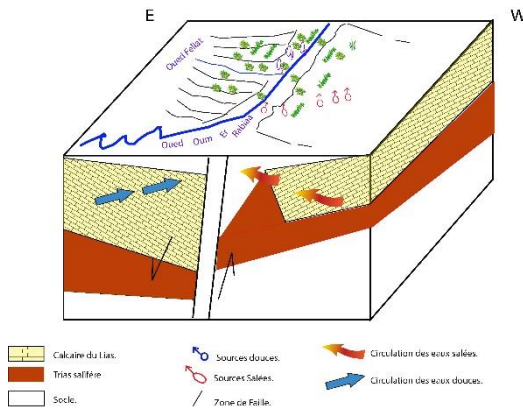 E
W
Oued Fellat
Oued Oum Er Rabiaa
Calcaire du Lias.
Trias salifére
Socle.
Sources douces.
Sources Salées.
Zone de Faille.
Circulation des eaux salées.
Circulation des eaux douces.